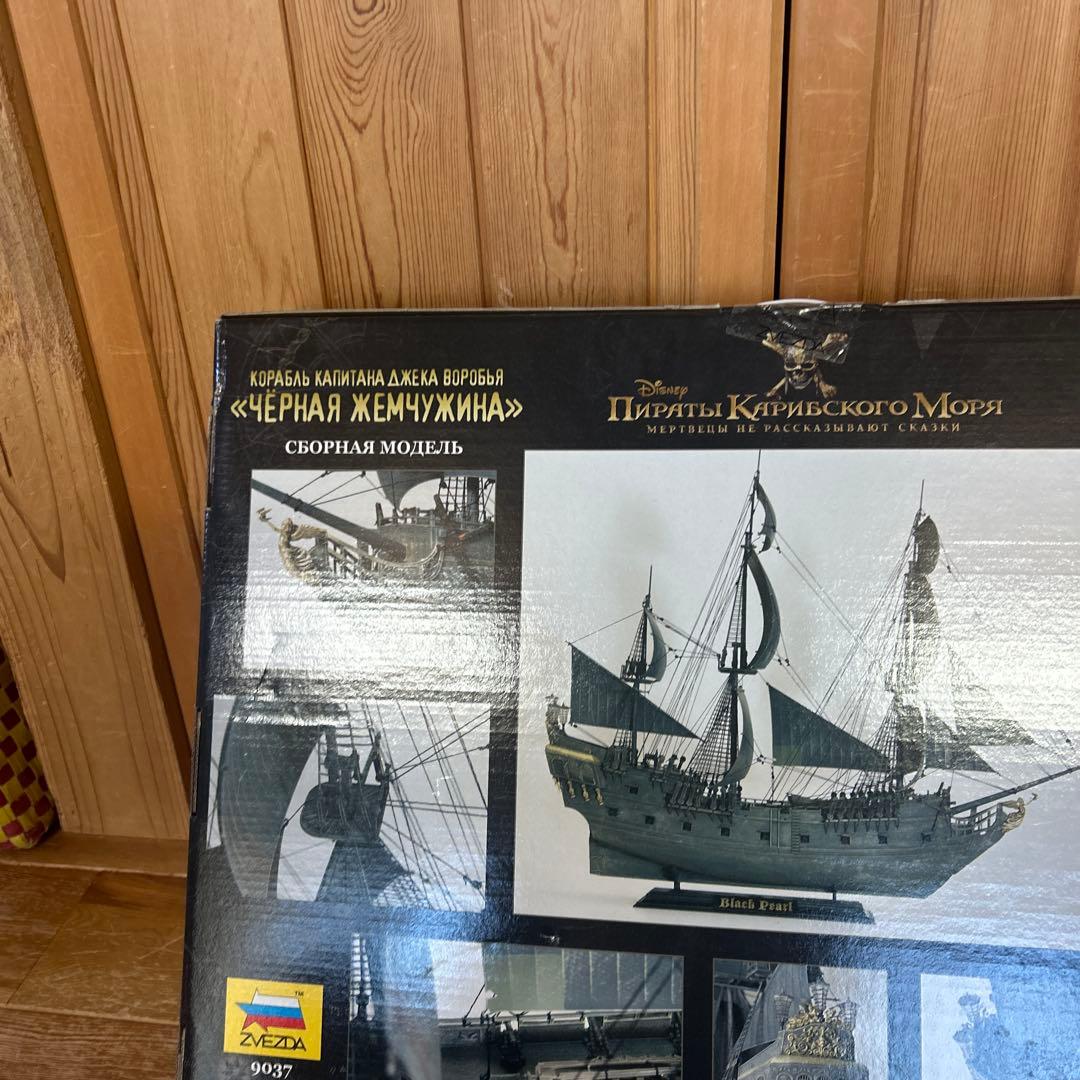 КОРАБЛЬ КАПИТАНА ДЖЕКА ВОРОБЬЯ
«ЧЁРНАЯ ЖЕМЧУЖИНА»
СБОРНАЯ МОДЕЛЬ
Disney
Пираты Карибского Моря
МЕРТВЕЦЫ НЕ РАССКАЗЫВАЮТ СКАЗКИ
Black Pearl
™
ZVEZDA
9037